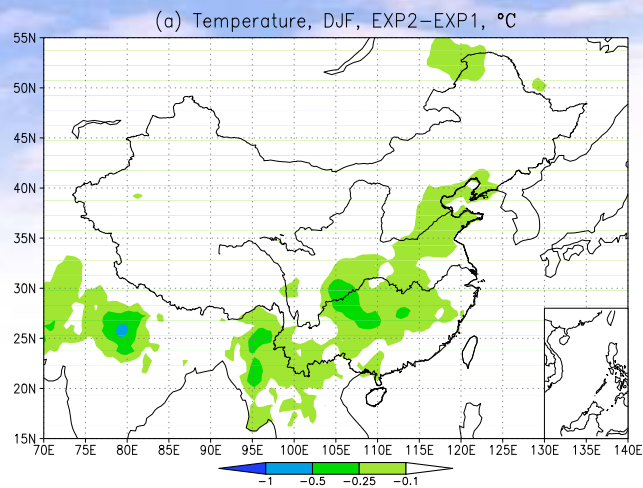 (a) Temperature, DJF, EXP2−EXP1, °C
55N
50N
45N
40N
35N
30N
25N
20N
15N
70E 75E 80E 85E 90E 95E 100E 105E 110E 115E 120E 125E 130E 135E 140E
−1 −0.5 −0.25 −0.1